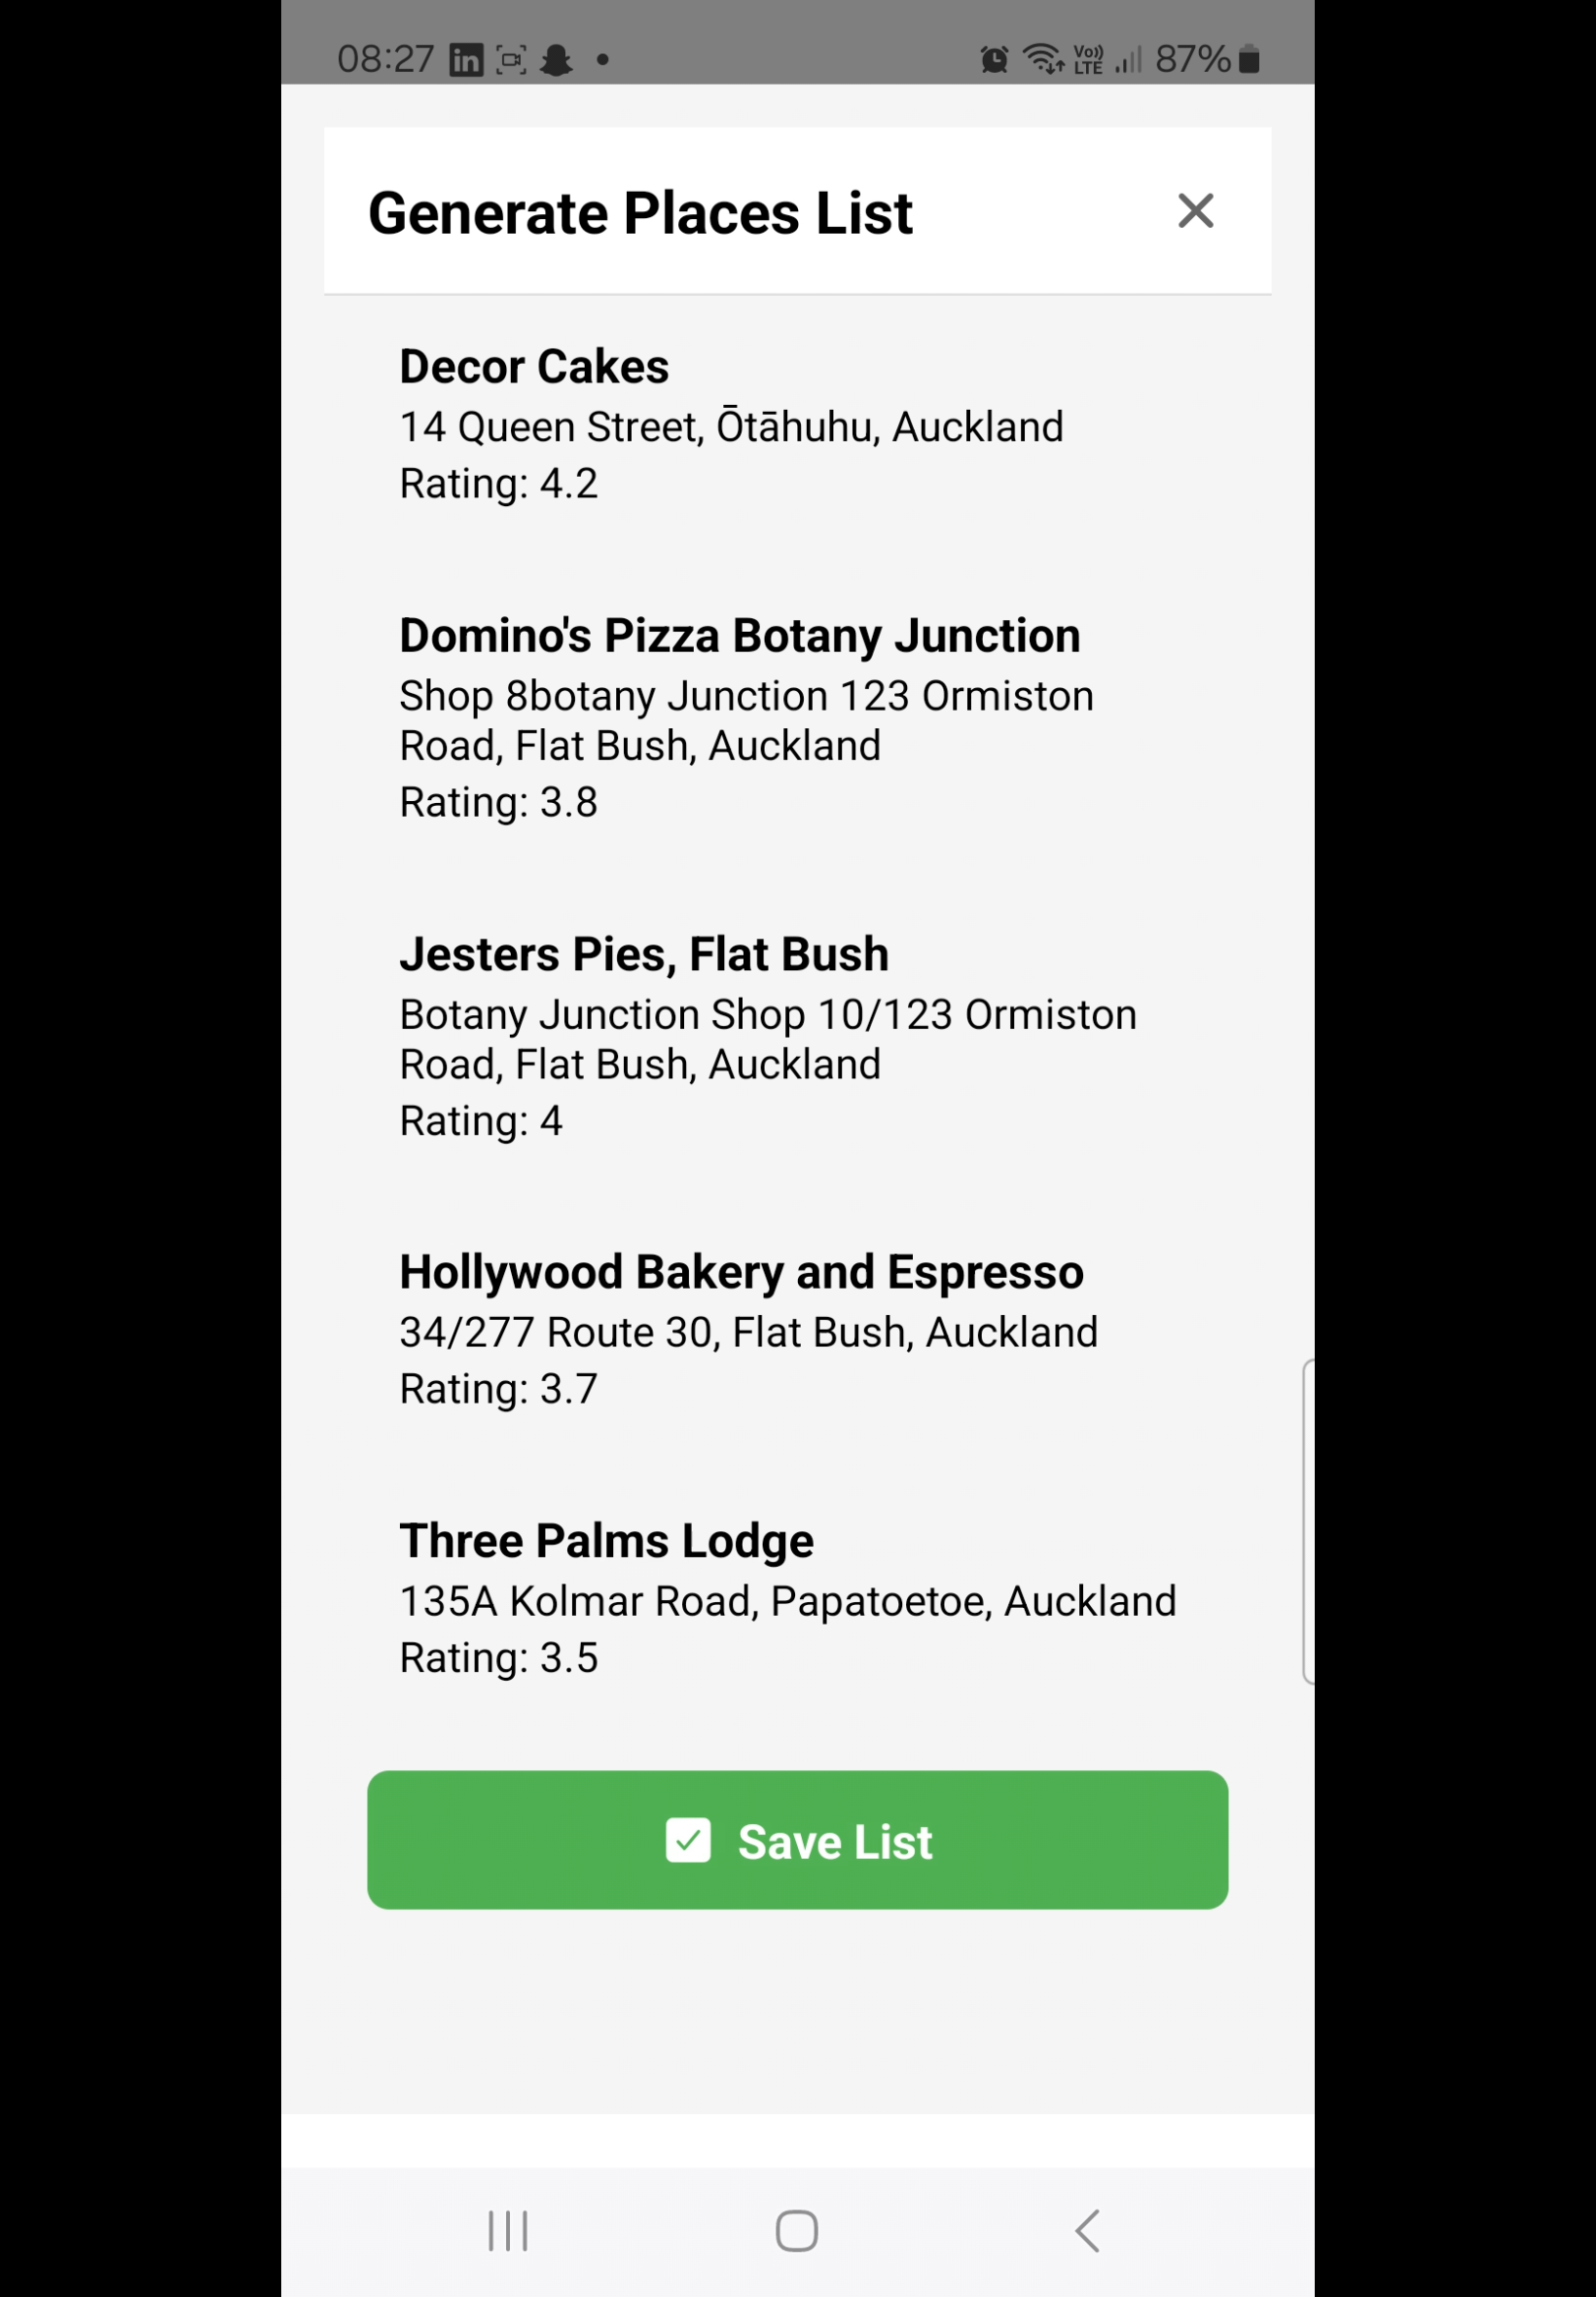 08:27 in Vo)) LTE 87%
Generate Places List
Decor Cakes
14 Queen Street, Ōtāhuhu, Auckland
Rating: 4.2
Domino's Pizza Botany Junction
Shop 8botany Junction 123 Ormiston
Road, Flat Bush, Auckland
Rating: 3.8
Jesters Pies, Flat Bush
Botany Junction Shop 10/123 Ormiston
Road, Flat Bush, Auckland
Rating: 4
Hollywood Bakery and Espresso
34/277 Route 30, Flat Bush, Auckland
Rating: 3.7
Three Palms Lodge
135A Kolmar Road, Papatoetoe, Auckland
Rating: 3.5
Save List